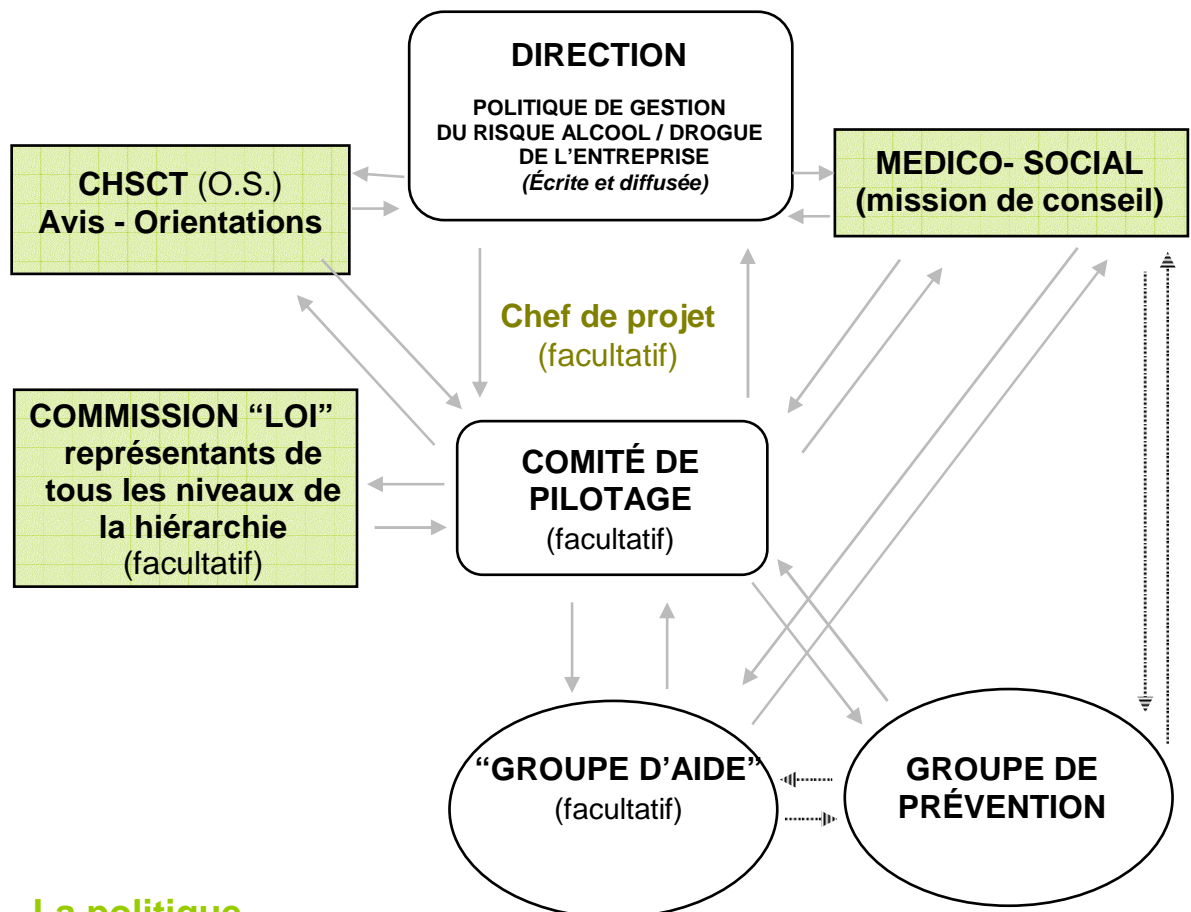 DIRECTION
POLITIQUE DE GESTION
DU RISQUE ALCOOL / DROGUE
DE L’ENTREPRISE
(Écrite et diffusée)
CHSCT (O.S.)
Avis - Orientations
MEDICO- SOCIAL
(mission de conseil)
Chef de projet
(facultatif)
COMMISSION “LOI”
représentants de
tous les niveaux de
la hiérarchie
(facultatif)
COMITÉ DE
PILOTAGE
(facultatif)
“GROUPE D’AIDE”
(facultatif)
GROUPE DE
PRÉVENTION
La politique